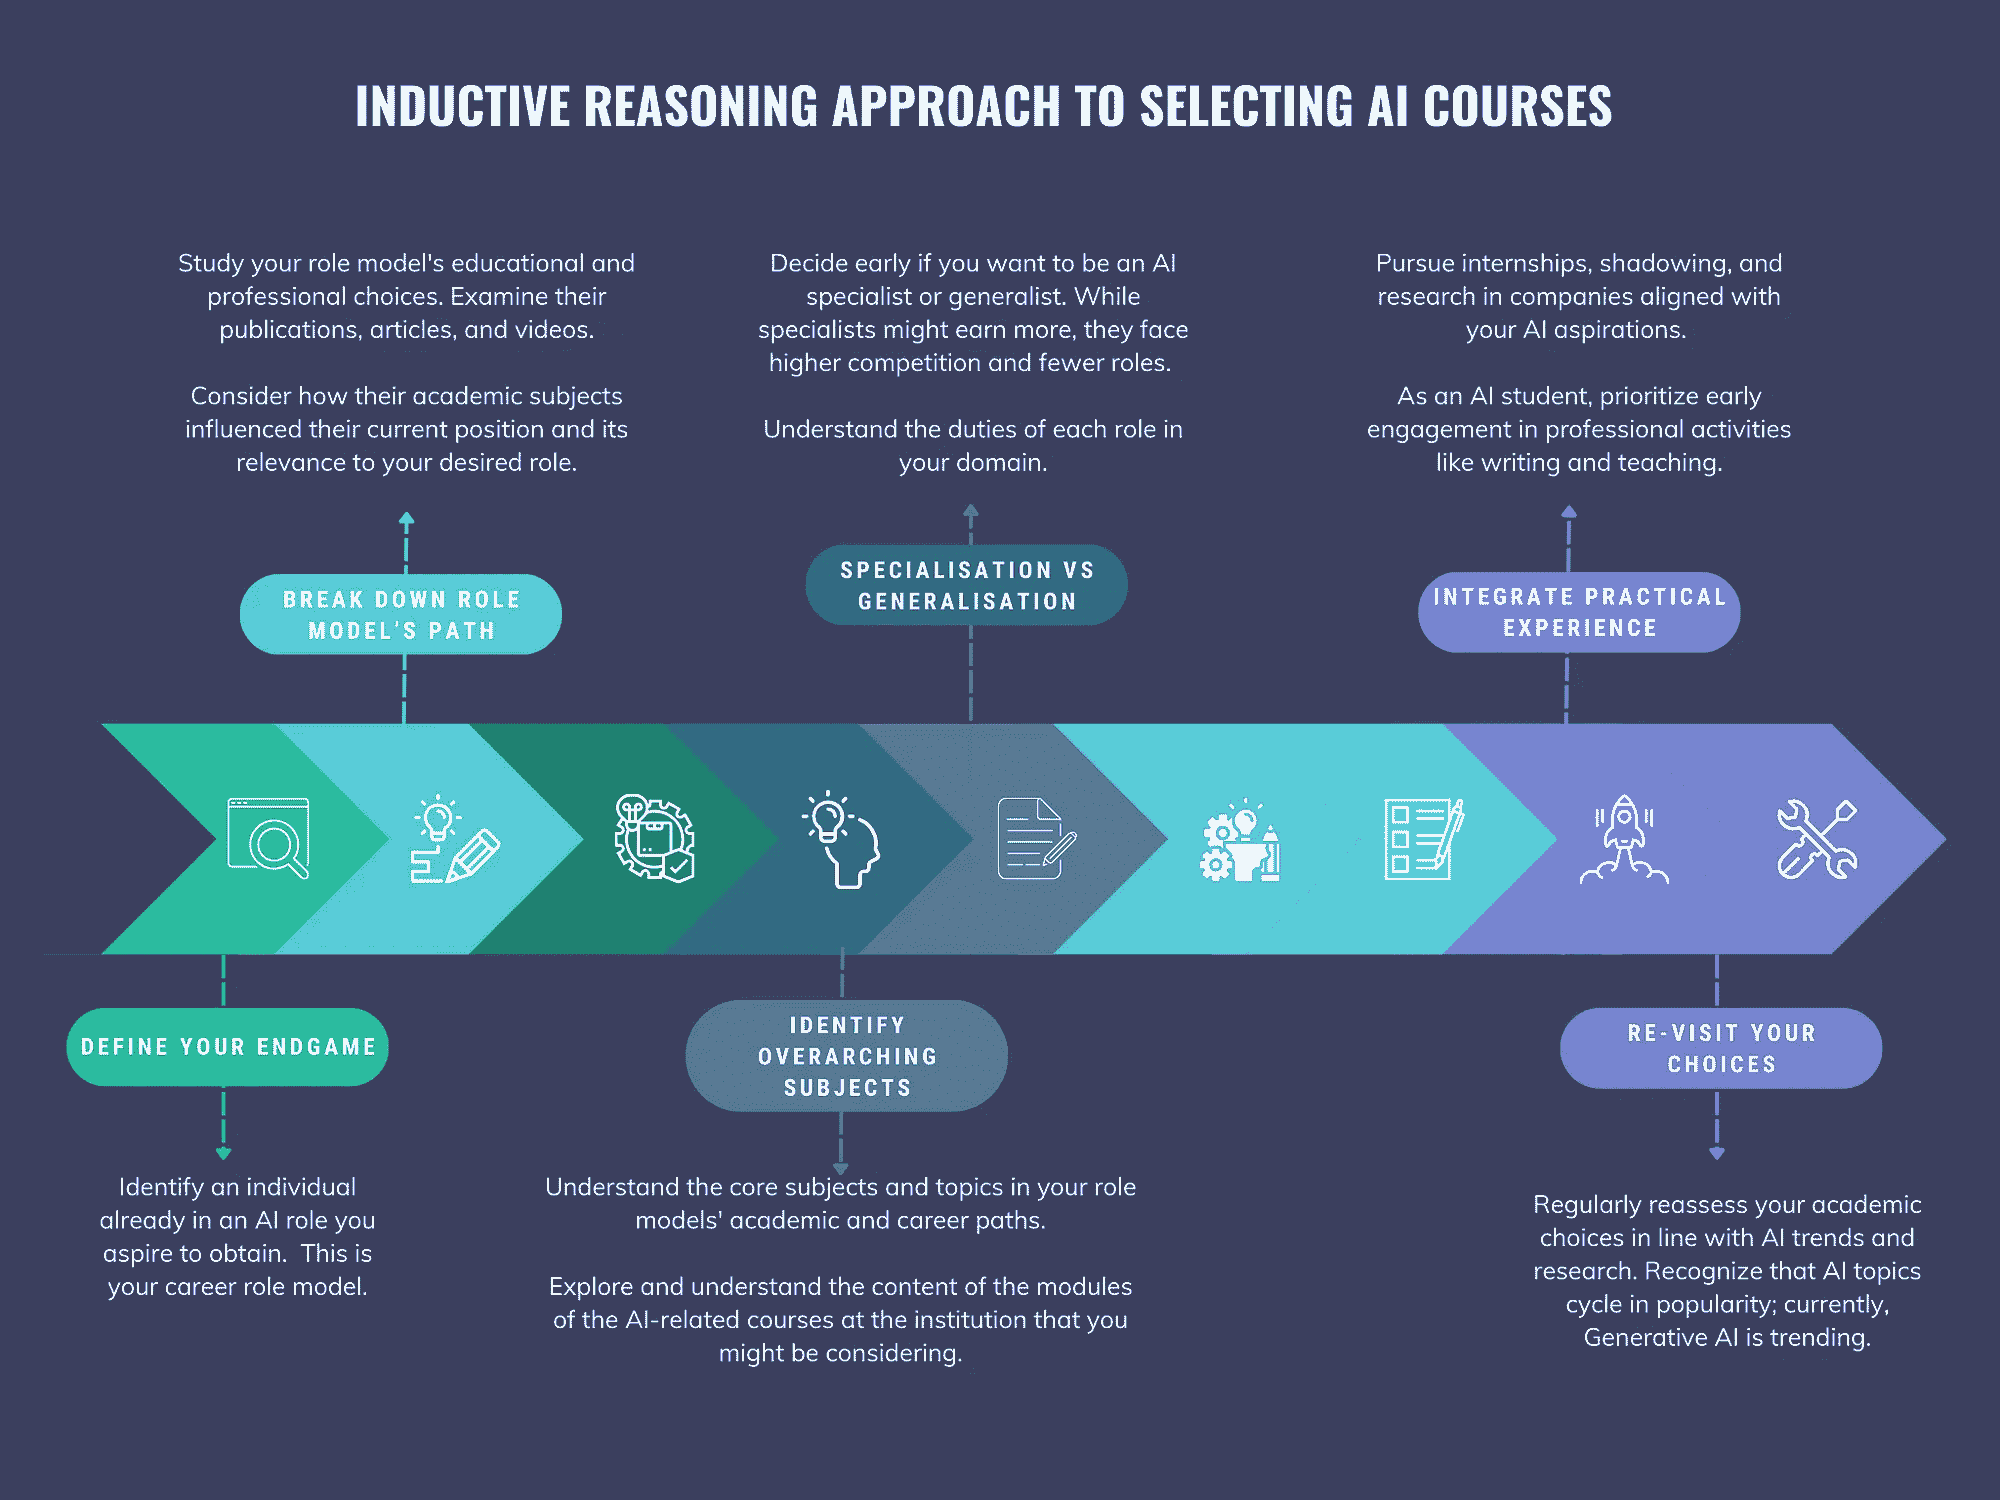 INDUCTIVE REASONING APPROACH TO SELECTING AI COURSES
Study your role model's educational and
professional choices. Examine their
publications, articles, and videos.
Consider how their academic subjects
influenced their current position and its
relevance to your desired role.
Decide early if you want to be an AI
specialist or generalist. While
specialists might earn more, they face
higher competition and fewer roles.
Understand the duties of each role in
your domain.
Pursue internships, shadowing, and
research in companies aligned with
your AI aspirations.
As an AI student, prioritize early
engagement in professional activities
like writing and teaching.
BREAK DOWN ROLE
MODEL'S PATH
SPECIALISATION VS
GENERALISATION
INTEGRATE PRACTICAL
EXPERIENCE
DEFINE YOUR ENDGAME
IDENTIFY
OVERARCHING
SUBJECTS
RE-VISIT YOUR
CHOICES
Identify an individual
already in an AI role you
aspire to obtain.  This is
your career role model.
Understand the core subjects and topics in your role
models' academic and career paths.
Explore and understand the content of the modules
of the AI-related courses at the institution that you
might be considering.
Regularly reassess your academic
choices in line with AI trends and
research. Recognize that AI topics
cycle in popularity; currently,
Generative AI is trending.